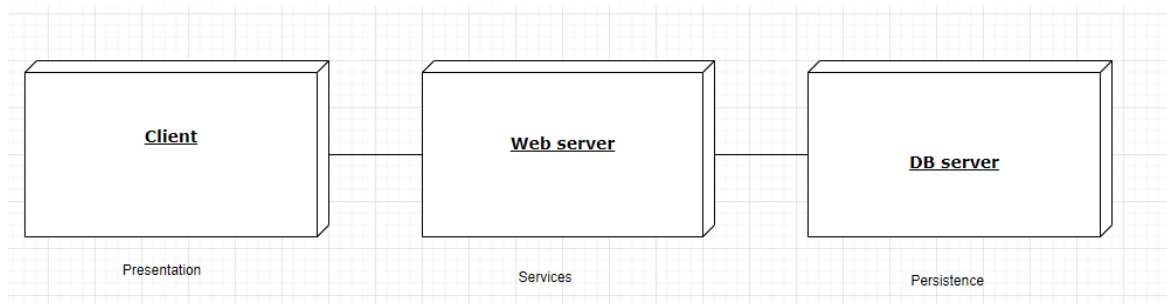 Client
Web server
DB server
Presentation
Services
Persistence